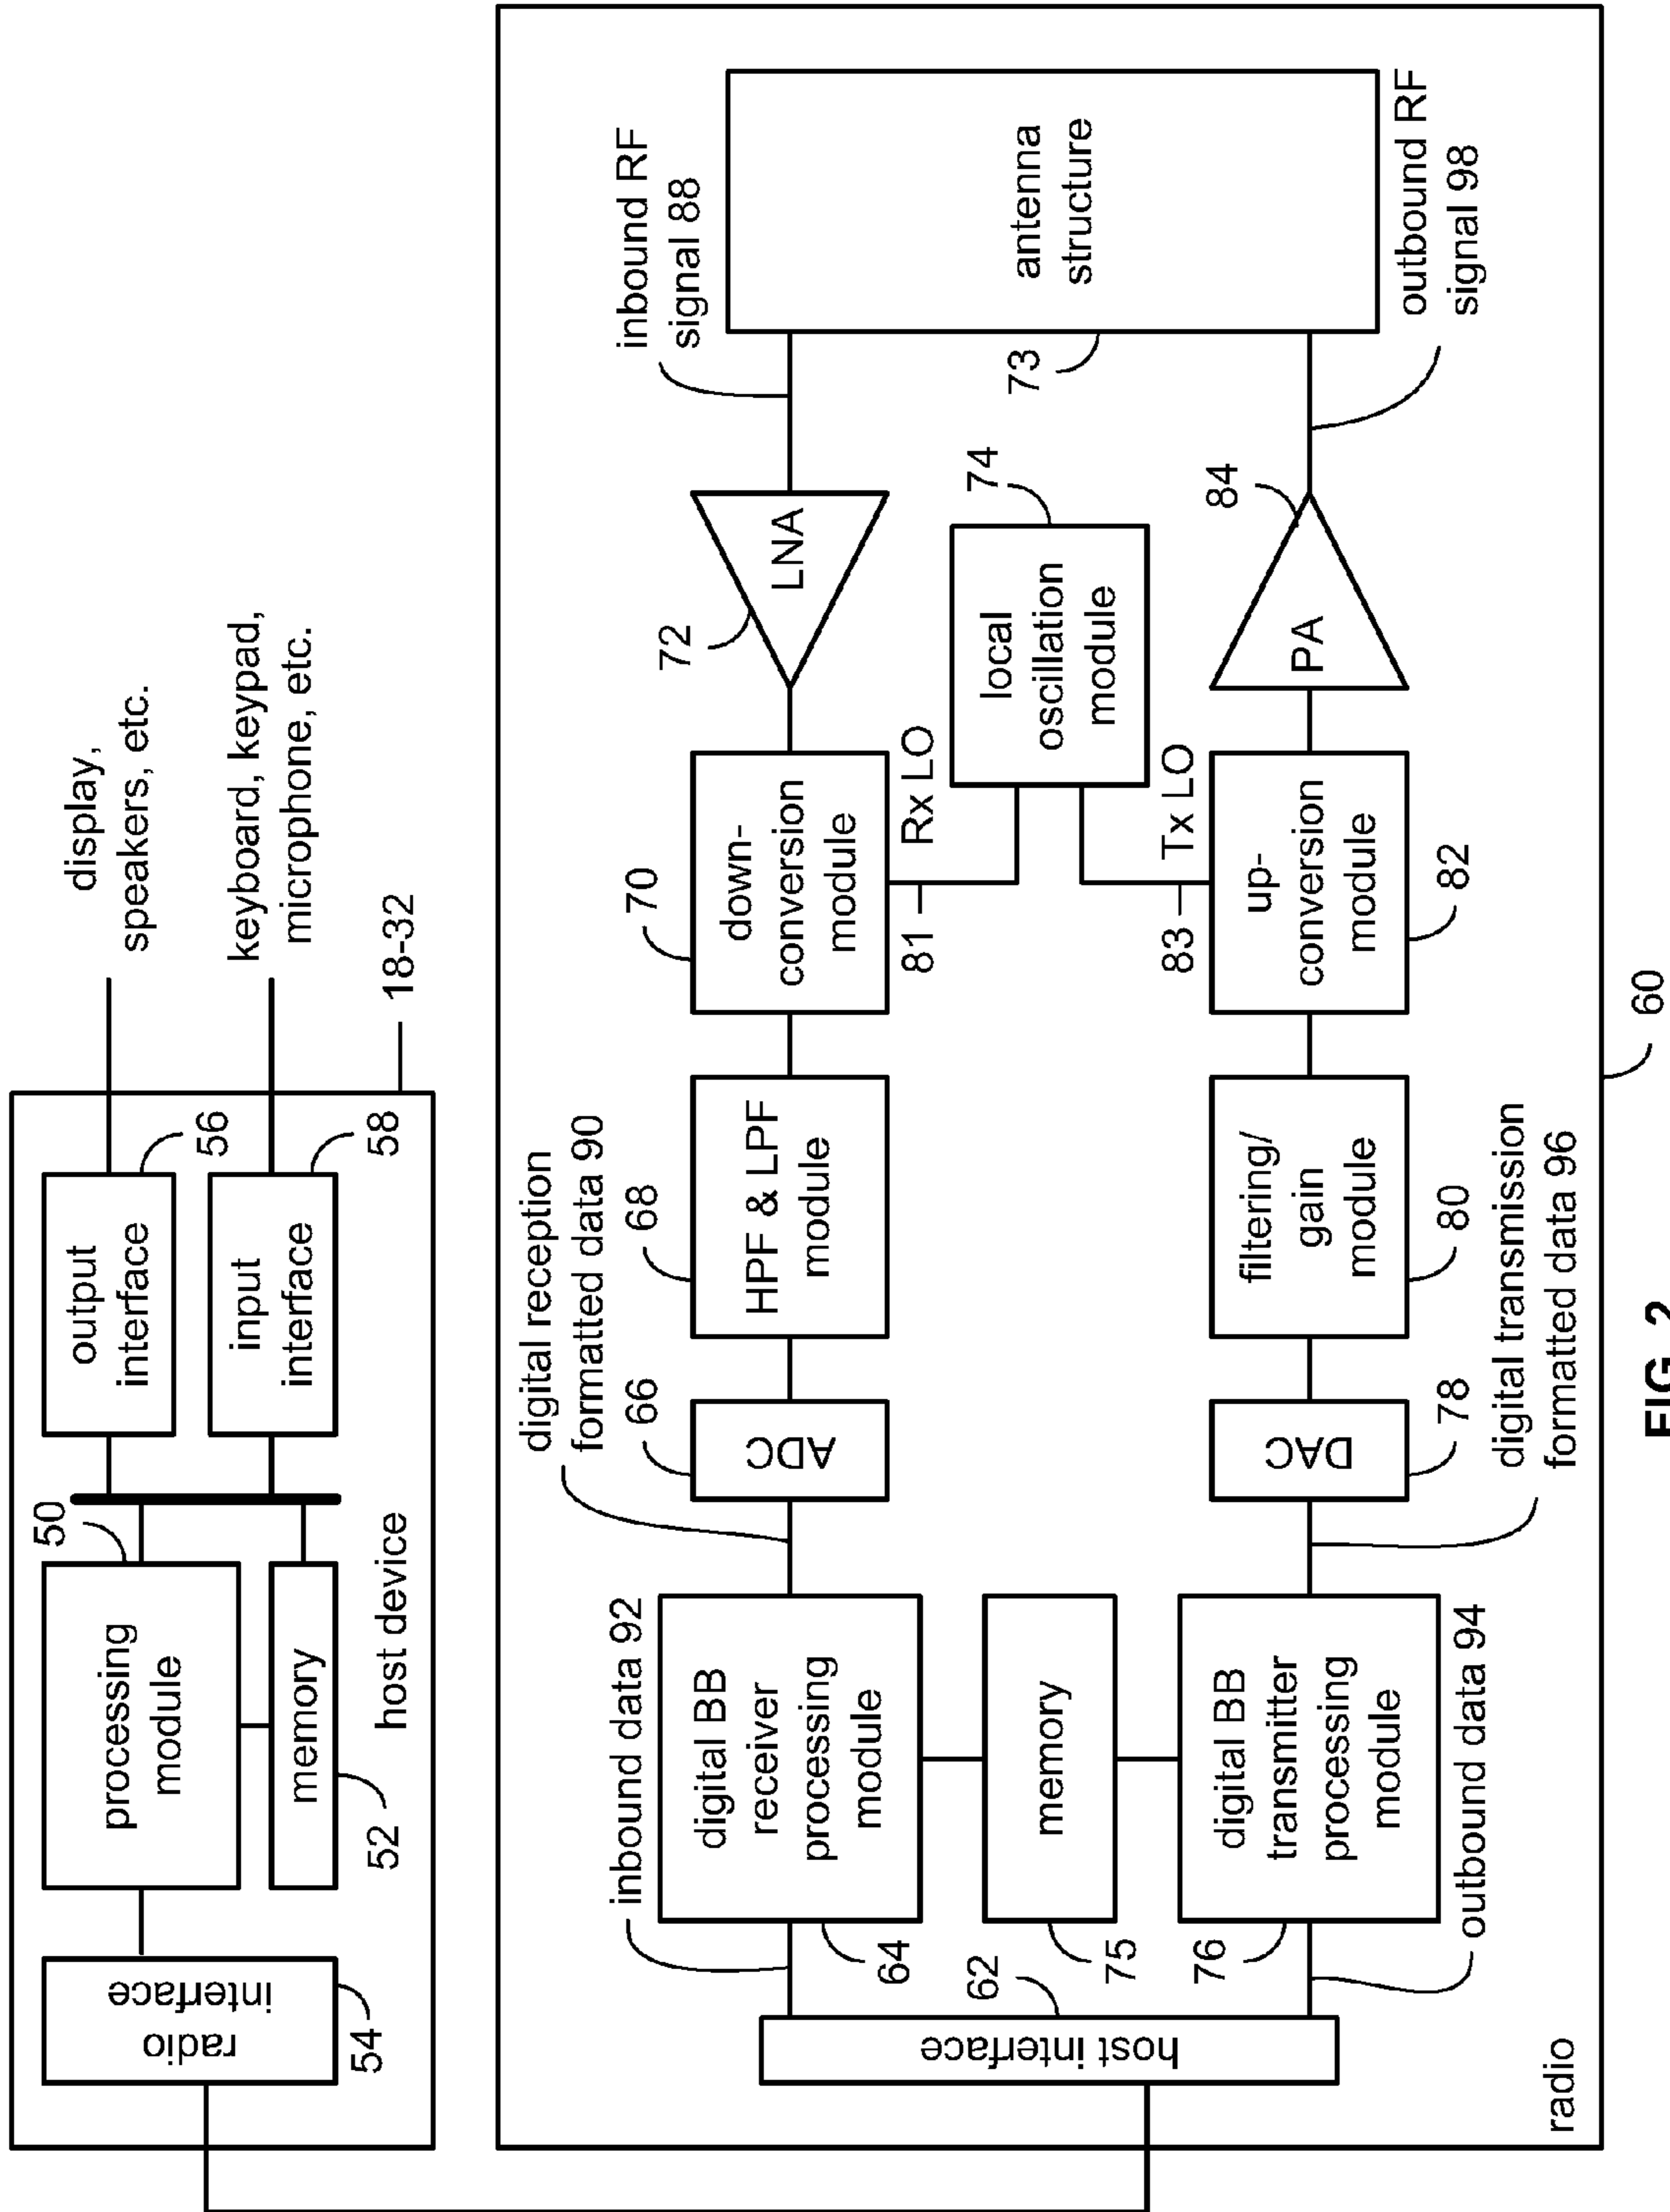 display,
speakers, etc.
keyboard, keypad,
microphone, etc.
18-32
output
interface
56
input
interface
58
50
processing
module
memory
52
host device
radio
interface
54
inbound RF
signal 88
antenna
structure
73
outbound RF
signal 98
LNA
72
74
local
oscillation
module
84
PA
70
down-
conversion
module
81
Rx LO
83
Tx LO
up-
conversion
module
82
68
HPF & LPF
module
filtering/
gain
module
80
digital reception
formatted data 90
66
ADC
DAC
78
digital transmission
formatted data 96
inbound data 92
digital BB
receiver
processing
module
64
memory
75
digital BB
transmitter
processing
module
76
outbound data 94
62
host interface
radio
60
FIG. 2